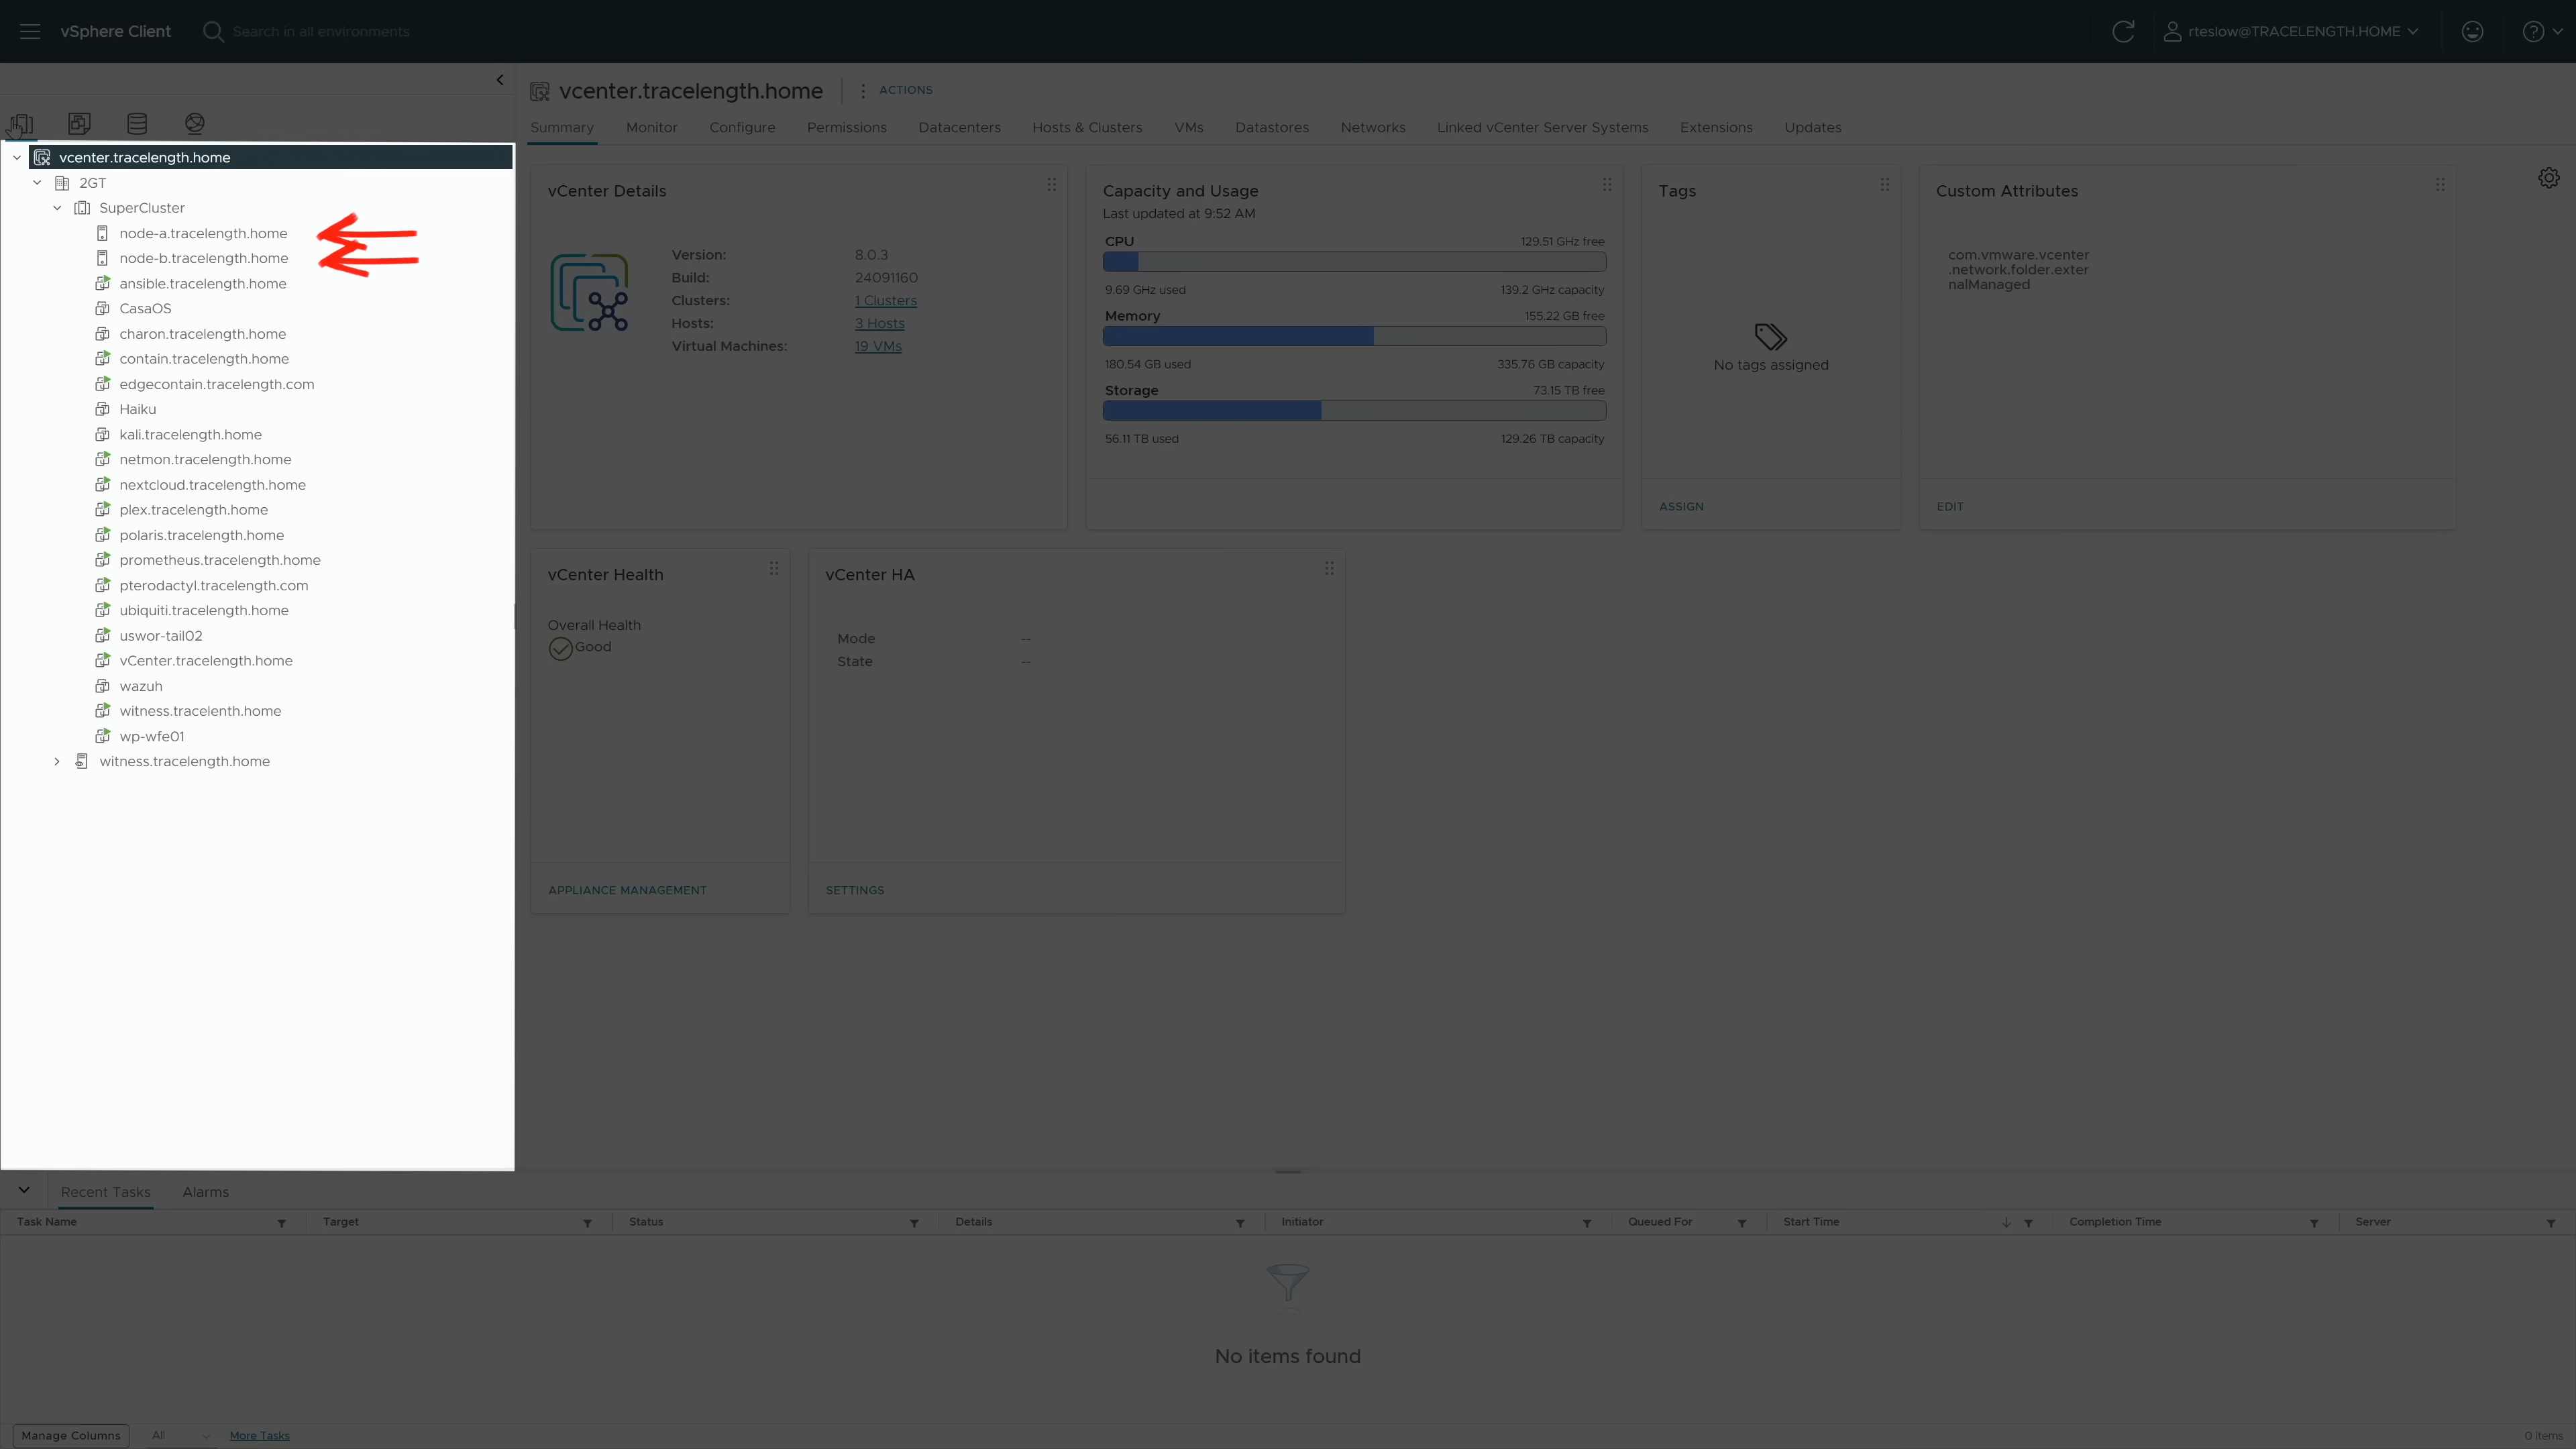 vSphere Client
Search in all environments
rteslow@TRACELENGTH.HOME
vcenter.tracelength.home
ACTIONS
Summary
Monitor
Configure
Permissions
Datacenters
Hosts & Clusters
VMs
Datastores
Networks
Linked vCenter Server Systems
Extensions
Updates
vcenter.tracelength.home
2GT
SuperCluster
node-a.tracelength.home
node-b.tracelength.home
ansible.tracelength.home
CasaOS
charon.tracelength.home
contain.tracelength.home
edgecontain.tracelength.com
Haiku
kali.tracelength.home
netmon.tracelength.home
nextcloud.tracelength.home
plex.tracelength.home
polaris.tracelength.home
prometheus.tracelength.home
pterodactyl.tracelength.com
ubiquiti.tracelength.home
uswor-tail02
vCenter.tracelength.home
wazuh
witness.tracelenth.home
wp-wfe01
witness.tracelength.home
vCenter Details
Version: 8.0.3
Build: 24091160
Clusters: 1 Clusters
Hosts: 3 Hosts
Virtual Machines: 19 VMs
Capacity and Usage
Last updated at 9:52 AM
CPU 129.51 GHz free
9.69 GHz used 139.2 GHz capacity
Memory 155.22 GB free
180.54 GB used 335.76 GB capacity
Storage 73.15 TB free
56.11 TB used 129.26 TB capacity
Tags
No tags assigned
ASSIGN
Custom Attributes
com.vmware.vcenter
.network.folder.exter
nalManaged
EDIT
vCenter Health
Overall Health
Good
APPLIANCE MANAGEMENT
vCenter HA
Mode --
State --
SETTINGS
Recent Tasks
Alarms
Task Name
Target
Status
Details
Initiator
Queued For
Start Time
Completion Time
Server
No items found
Manage Columns
All
More Tasks
0 items